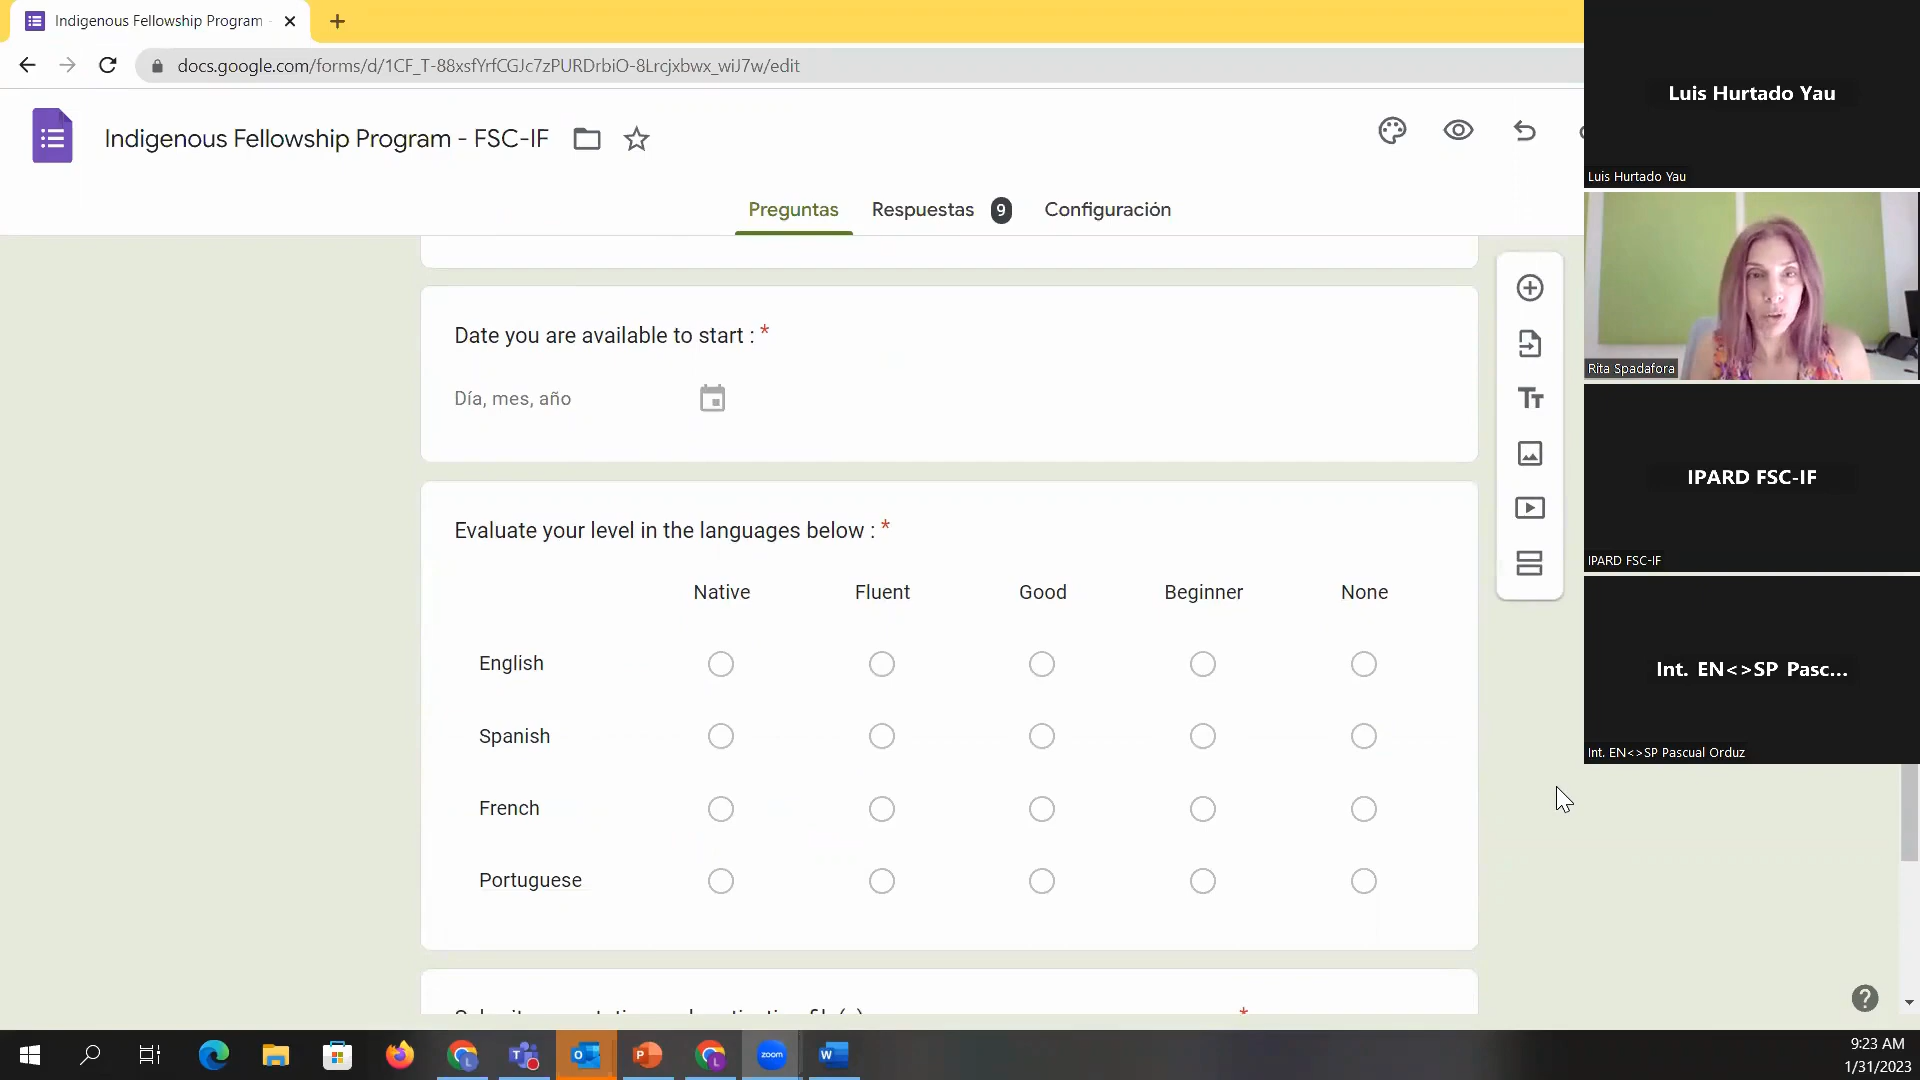 Indigenous Fellowship Program -
docs.google.com/forms/d/1CF_T-88xsfYrfCGJc7zPURDrbiO-8Lrcjxbwx_wiJ7w/edit
Indigenous Fellowship Program - FSC-IF
Preguntas Respuestas 9 Configuración
Date you are available to start : *
Día, mes, año
Evaluate your level in the languages below : *
Native Fluent Good Beginner None
English
Spanish
French
Portuguese
Luis Hurtado Yau
Luis Hurtado Yau
Rita Spadafora
IPARD FSC-IF
IPARD FSC-IF
Int. EN<>SP Pasc...
Int. EN<>SP Pascual Orduz
zoom
9:23 AM
1/31/2023